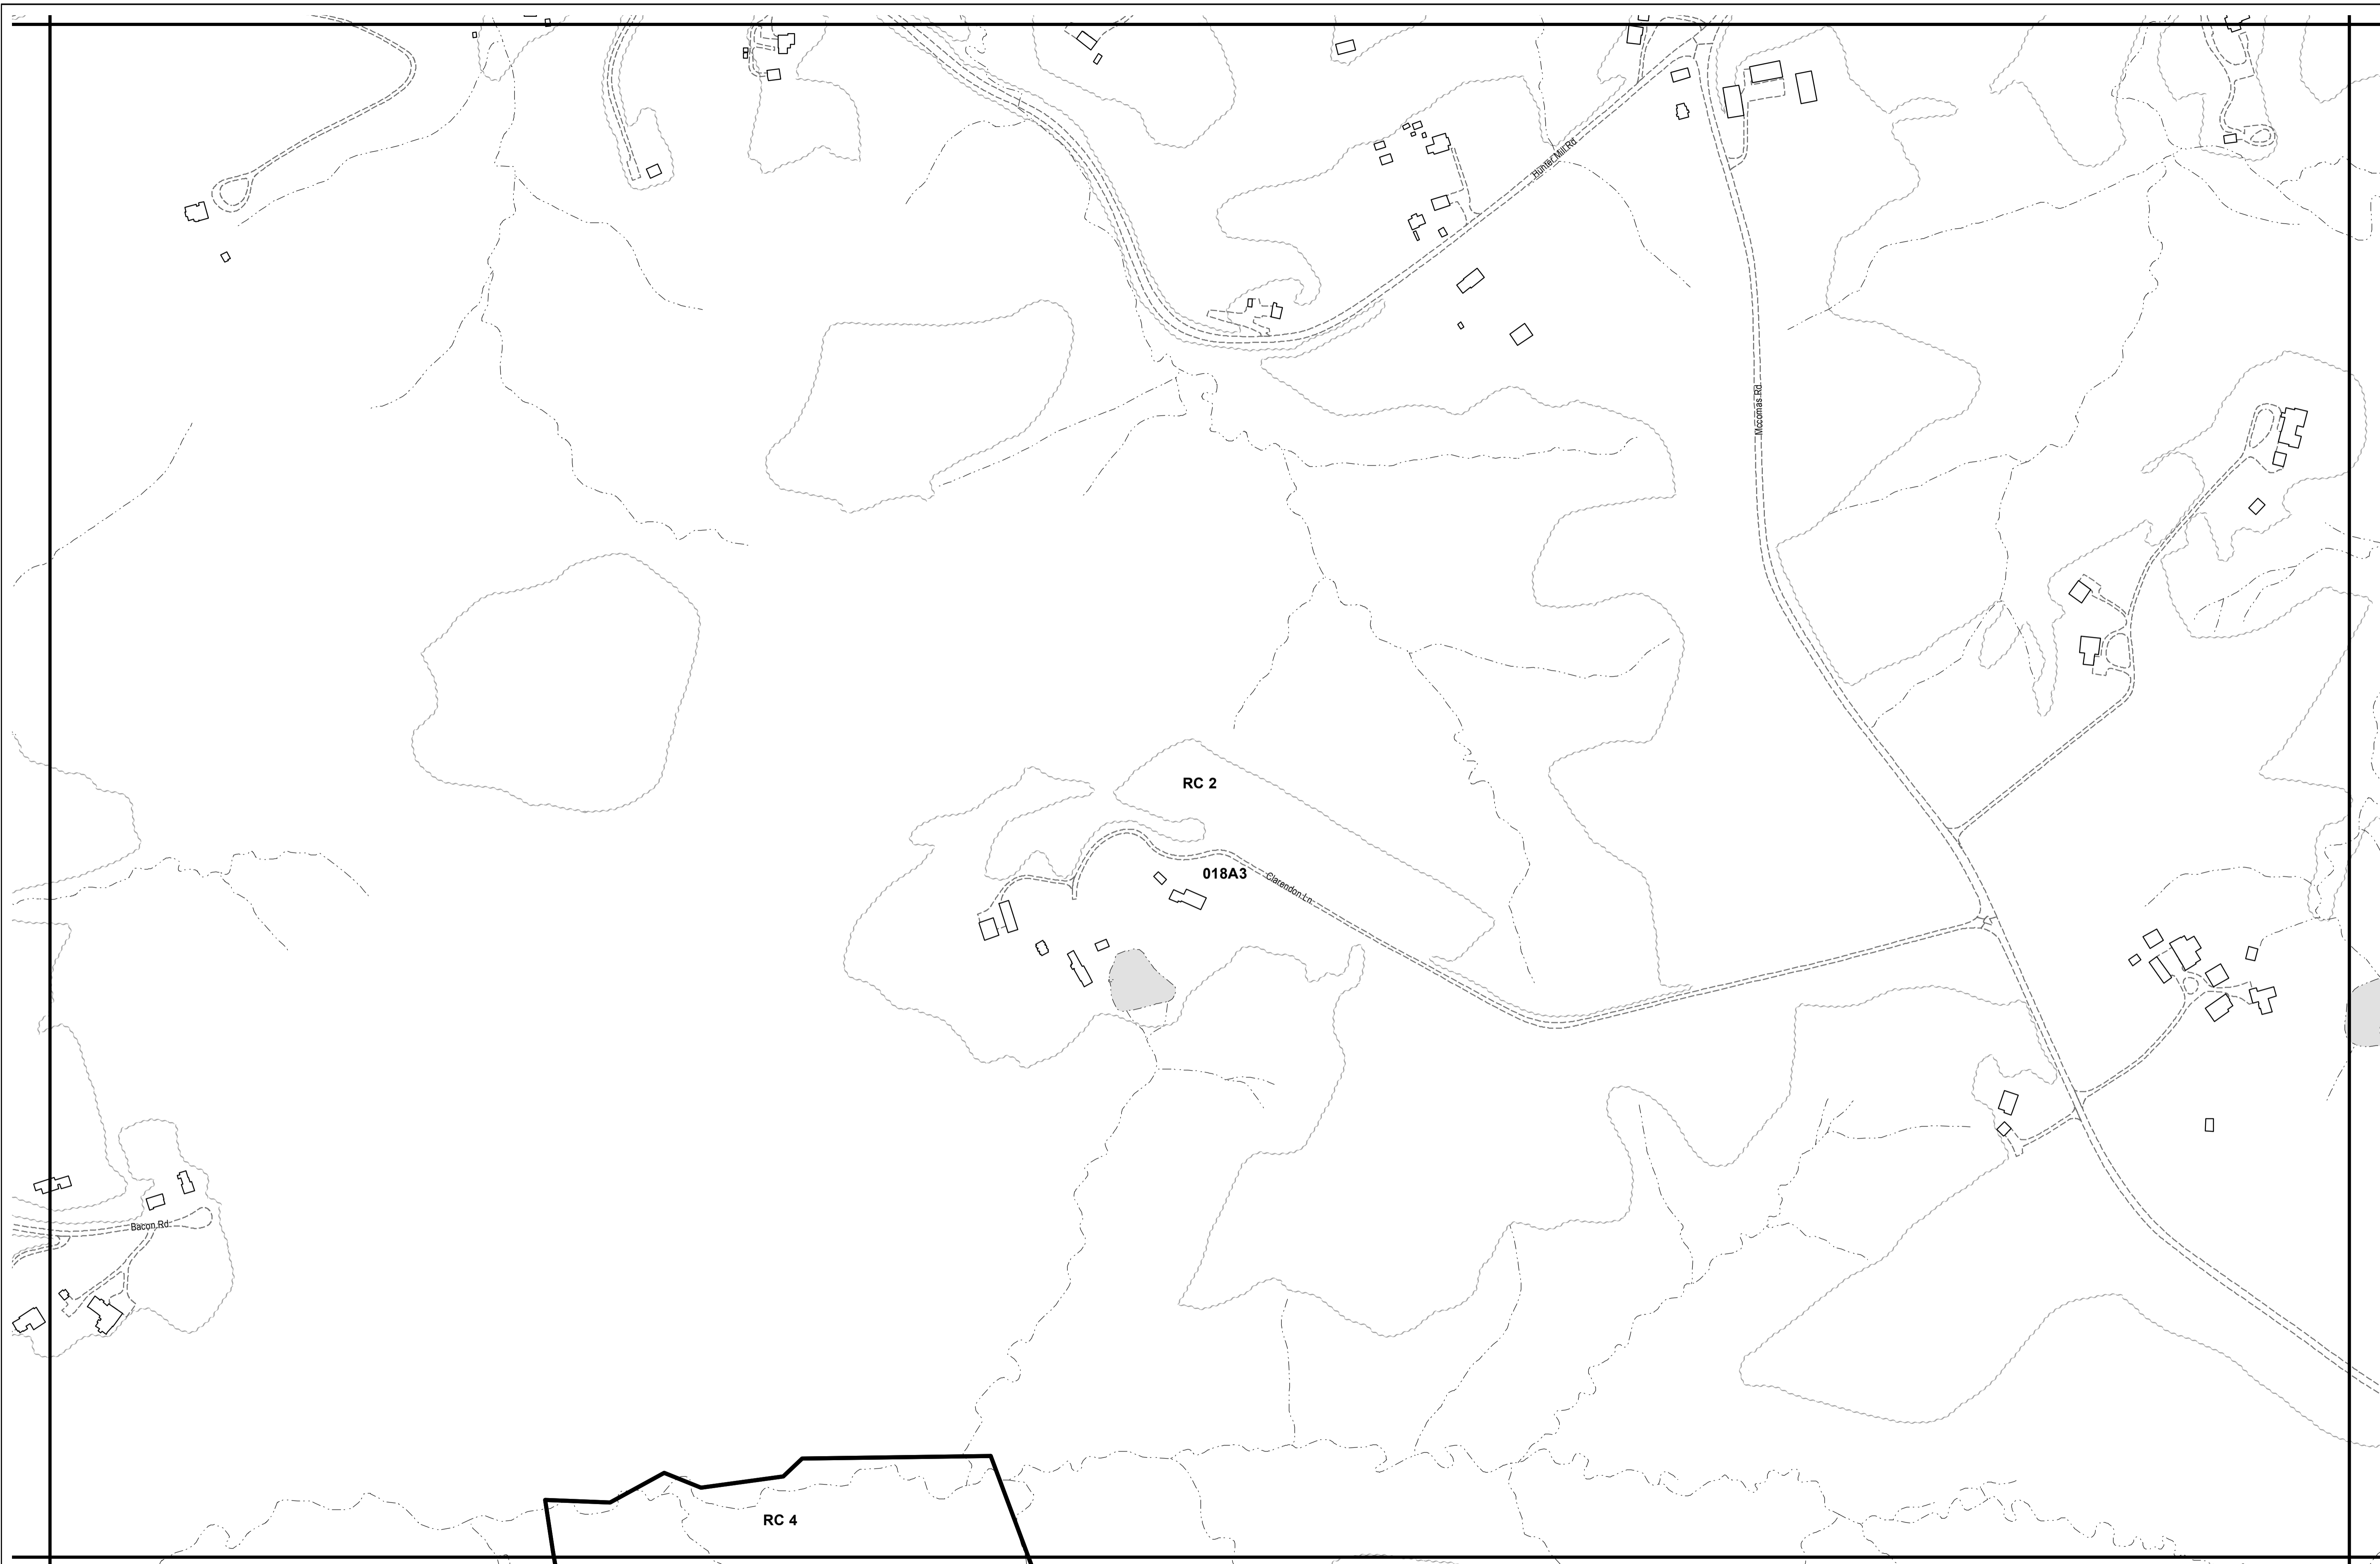 Hunter Mill Rd
Mccomas Rd
RC 2
018A3
Clarendon Ln
Bacon Rd
RC 4